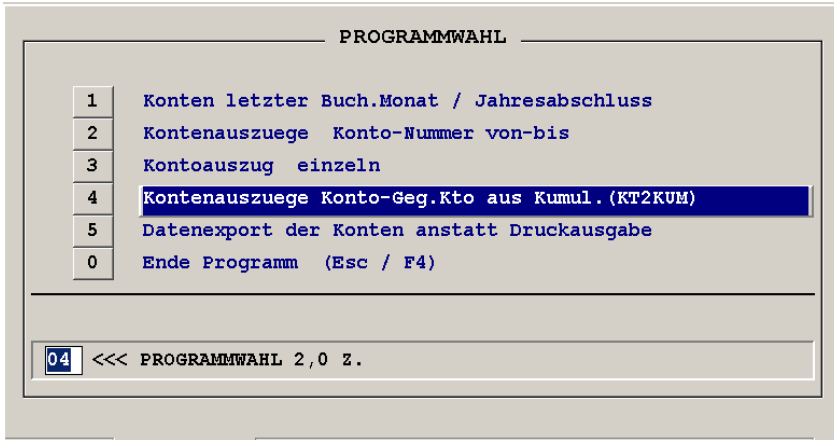 PROGRAMMWAHL
1 Konten letzter Buch.Monat / Jahresabschluss
2 Kontenauszuege Konto-Nummer von-bis
3 Kontoauszug einzeln
4 Kontenauszuege Konto-Geg.Kto aus Kumul.(KT2KUM)
5 Datenexport der Konten anstatt Druckausgabe
0 Ende Programm (Esc / F4)
04 <<< PROGRAMMWAHL 2,0 Z.